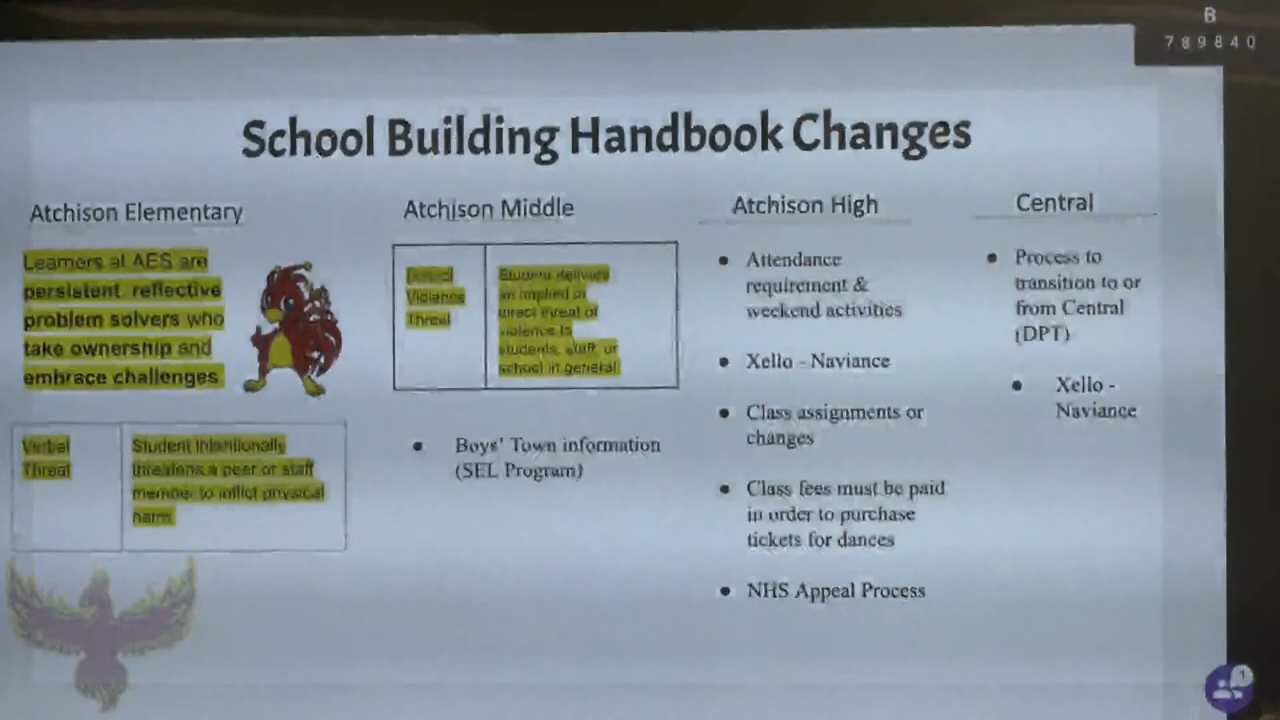 B
789840
School Building Handbook Changes
Atchison Elementary
Learners at AES are
persistent, reflective
problem solvers who
take ownership and
embrace challenges
Verbal
Threat
Student intentionally
threatens a peer or staff
member to inflict physical
harm.
Atchison Middle
Violence
Threat
Student delivers
an implied or
direct threat of
violence to
students, staff, or
school in general.
• Boys' Town information
(SEL Program)
Atchison High
• Attendance
requirement &
weekend activities
• Xello - Naviance
• Class assignments or
changes
• Class fees must be paid
in order to purchase
tickets for dances
• NHS Appeal Process
Central
• Process to
transition to or
from Central
(DPT)
• Xello -
Naviance
1